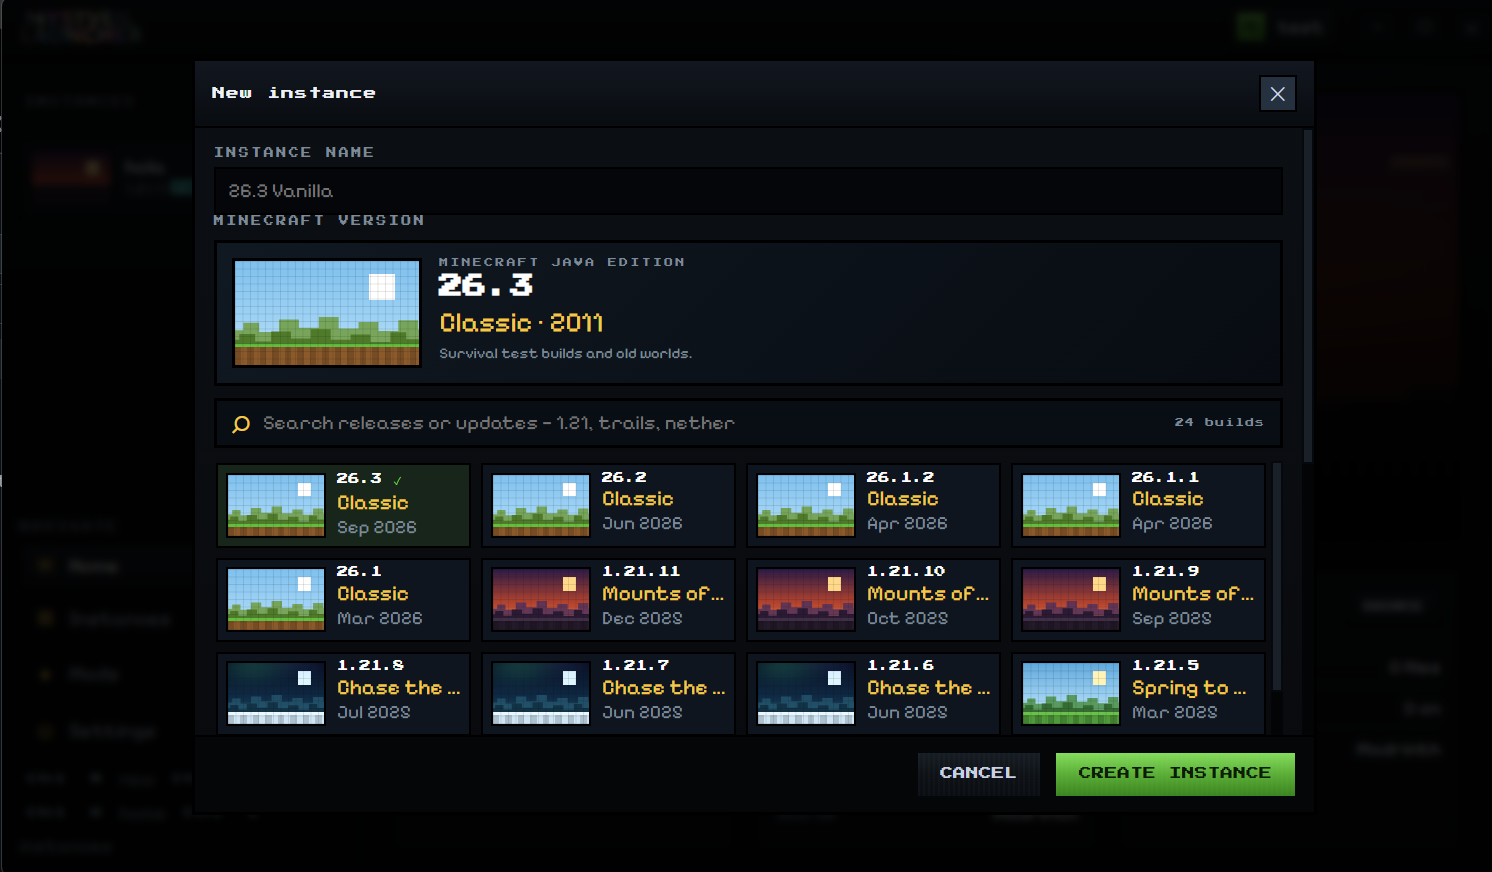 New instance
INSTANCE NAME
26.3 Vanilla
MINECRAFT VERSION
MINECRAFT JAVA EDITION
26.3
Classic · 2011
Survival test builds and old worlds.
Search releases or updates - 1.21, trails, nether
24 builds
26.3 ✓
Classic
Sep 2026
26.2
Classic
Jun 2026
26.1.2
Classic
Apr 2026
26.1.1
Classic
Apr 2026
26.1
Classic
Mar 2026
1.21.11
Mounts of...
Dec 2025
1.21.10
Mounts of...
Oct 2025
1.21.9
Mounts of...
Sep 2025
1.21.8
Chase the ...
Jul 2025
1.21.7
Chase the ...
Jun 2025
1.21.6
Chase the ...
Jun 2025
1.21.5
Spring to ...
Mar 2025
CANCEL
CREATE INSTANCE